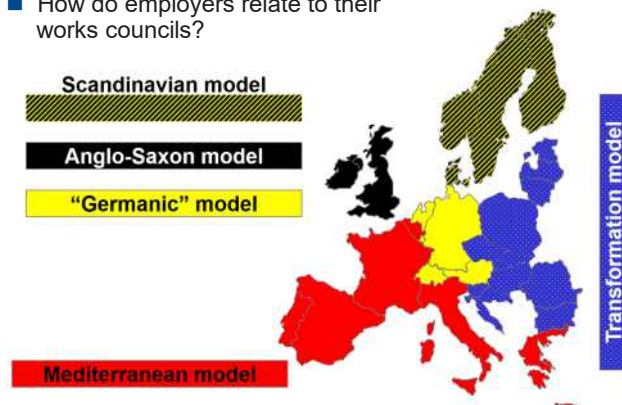 How do employers relate to their
works councils?
Scandinavian model
Anglo-Saxon model
“Germanic” model
Mediterranean model
Transformation model